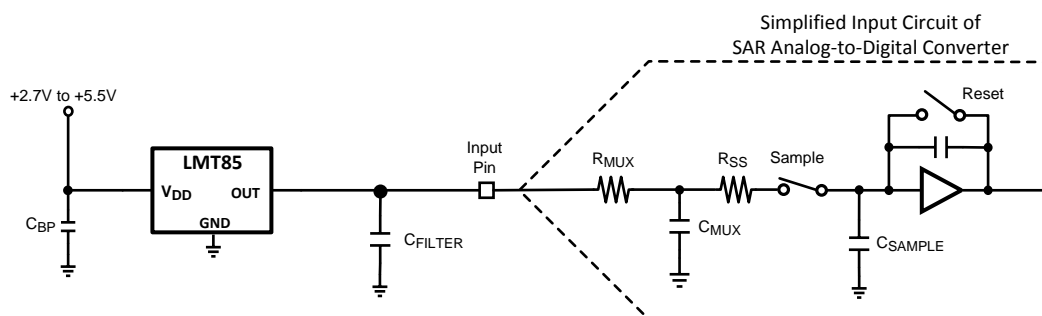 Simplified Input Circuit of
SAR Analog-to-Digital Converter
+2.7V to +5.5V
Reset
LMT85
Input
Pin
RMUX
RSS
Sample
VDD
OUT
GND
CBP
CFILTER
CMUX
CSAMPLE